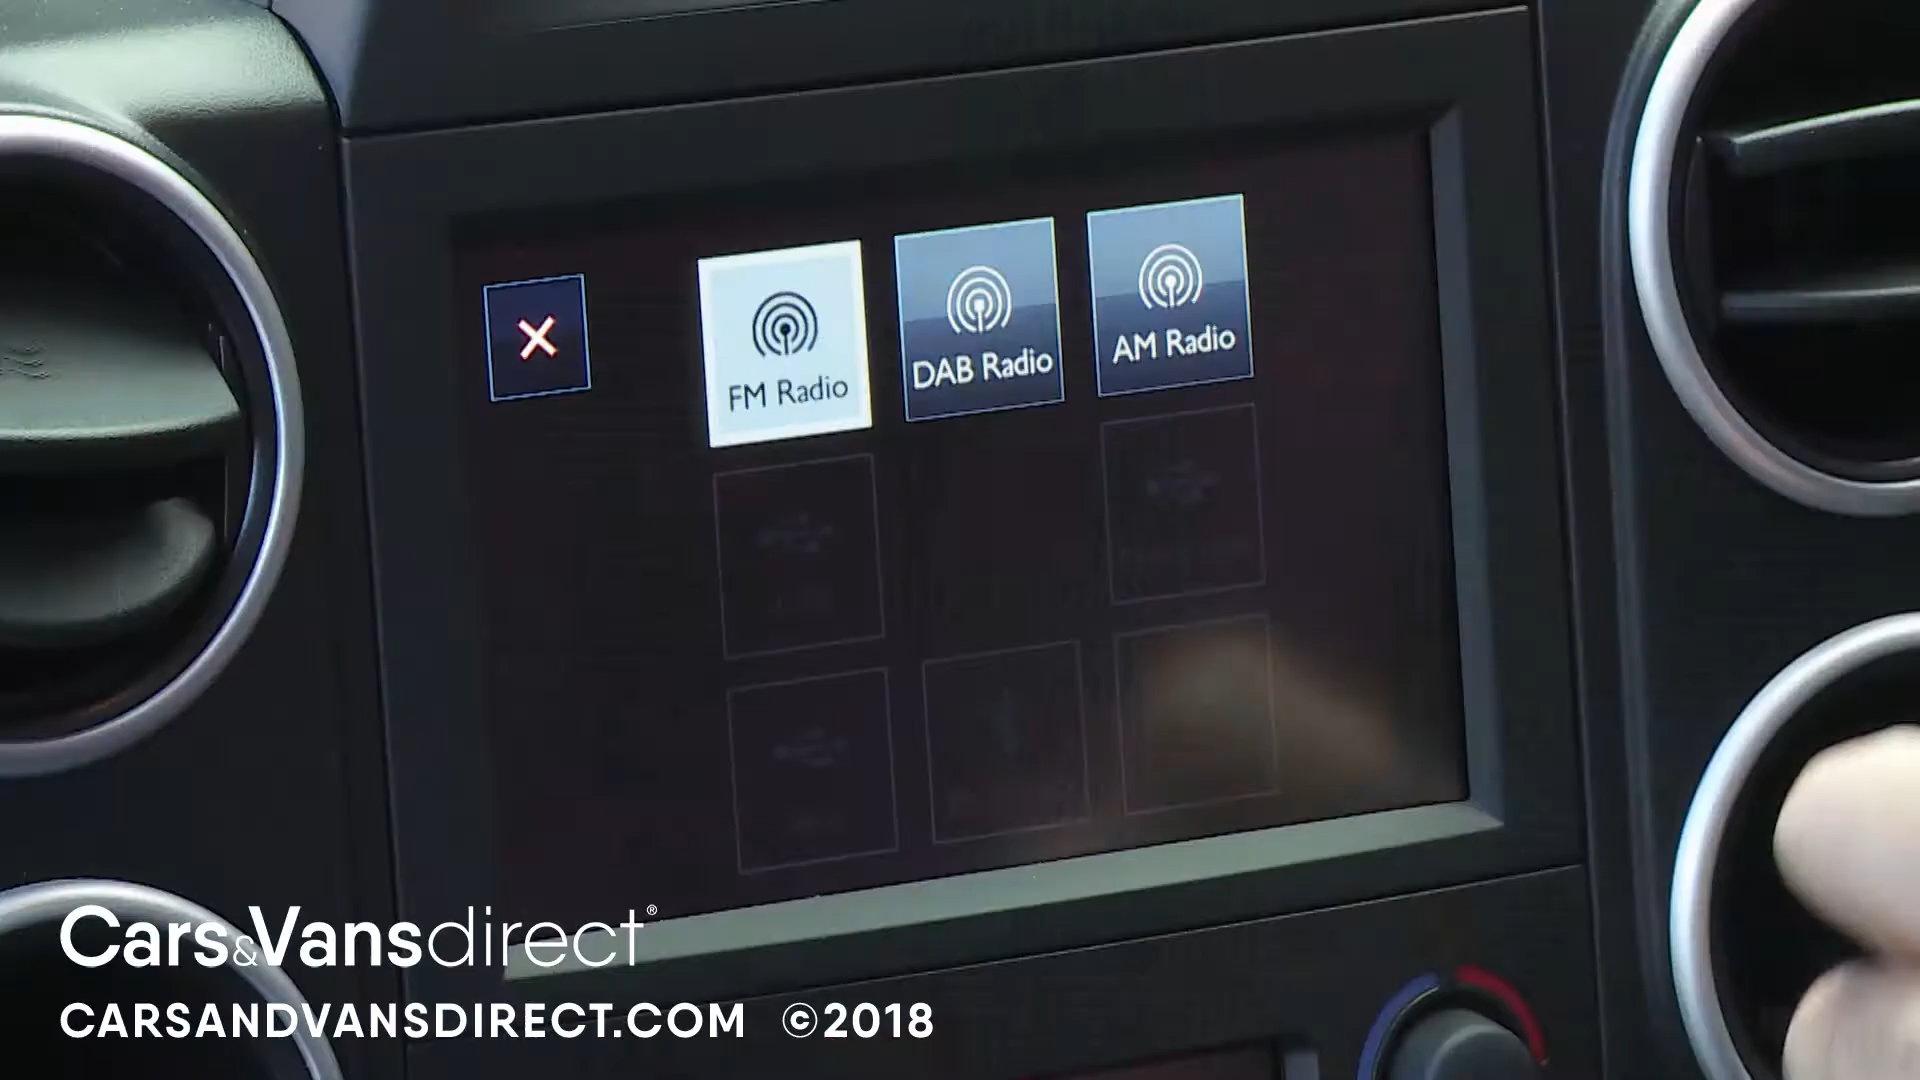 FM Radio
DAB Radio
AM Radio
Cars&Vansdirect®
CARSANDVANSDIRECT.COM ©2018